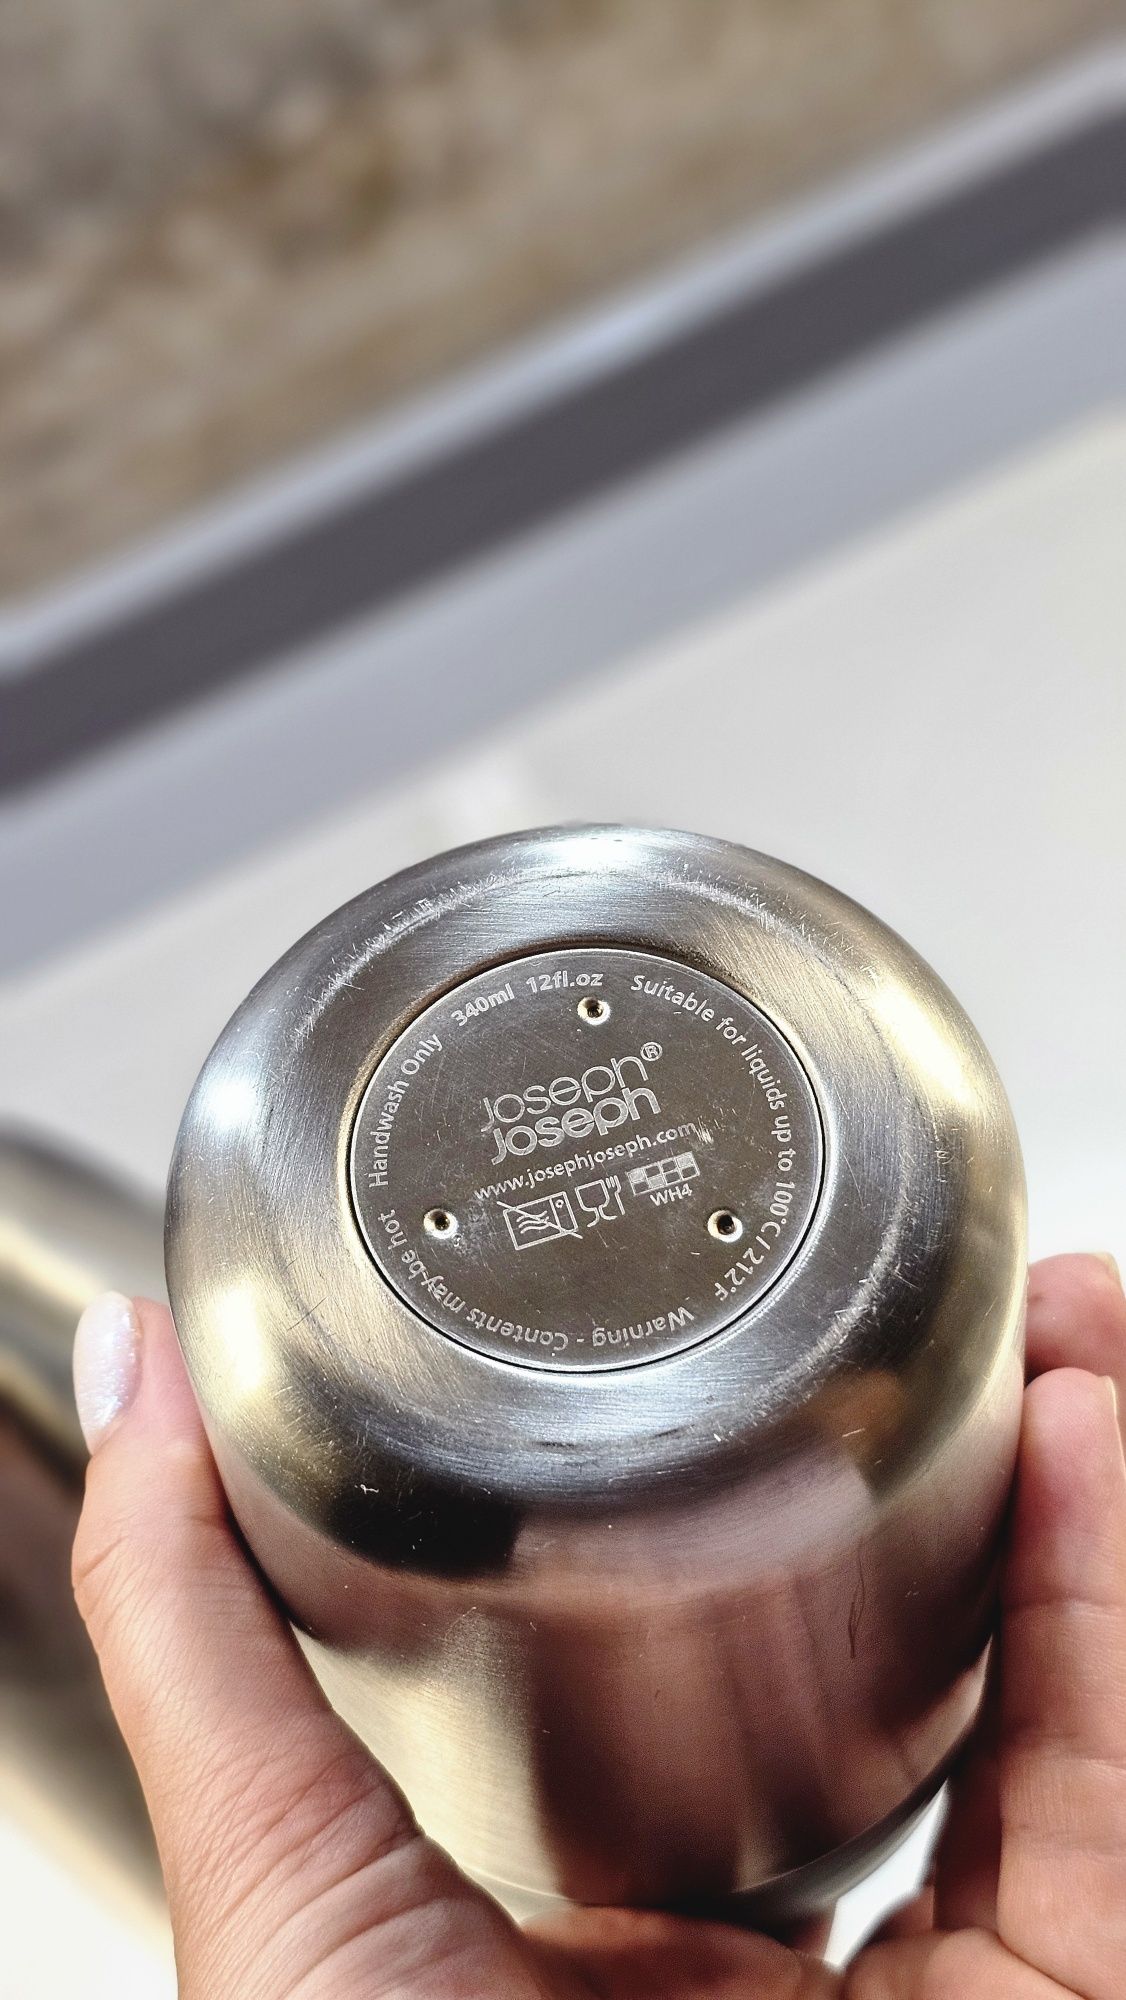 Handwash Only
340ml 12fl.oz
Suitable for liquids up to 100°C / 212°F
Joseph®
Joseph
www.josephjoseph.com
WH4
Warning - Contents may be hot